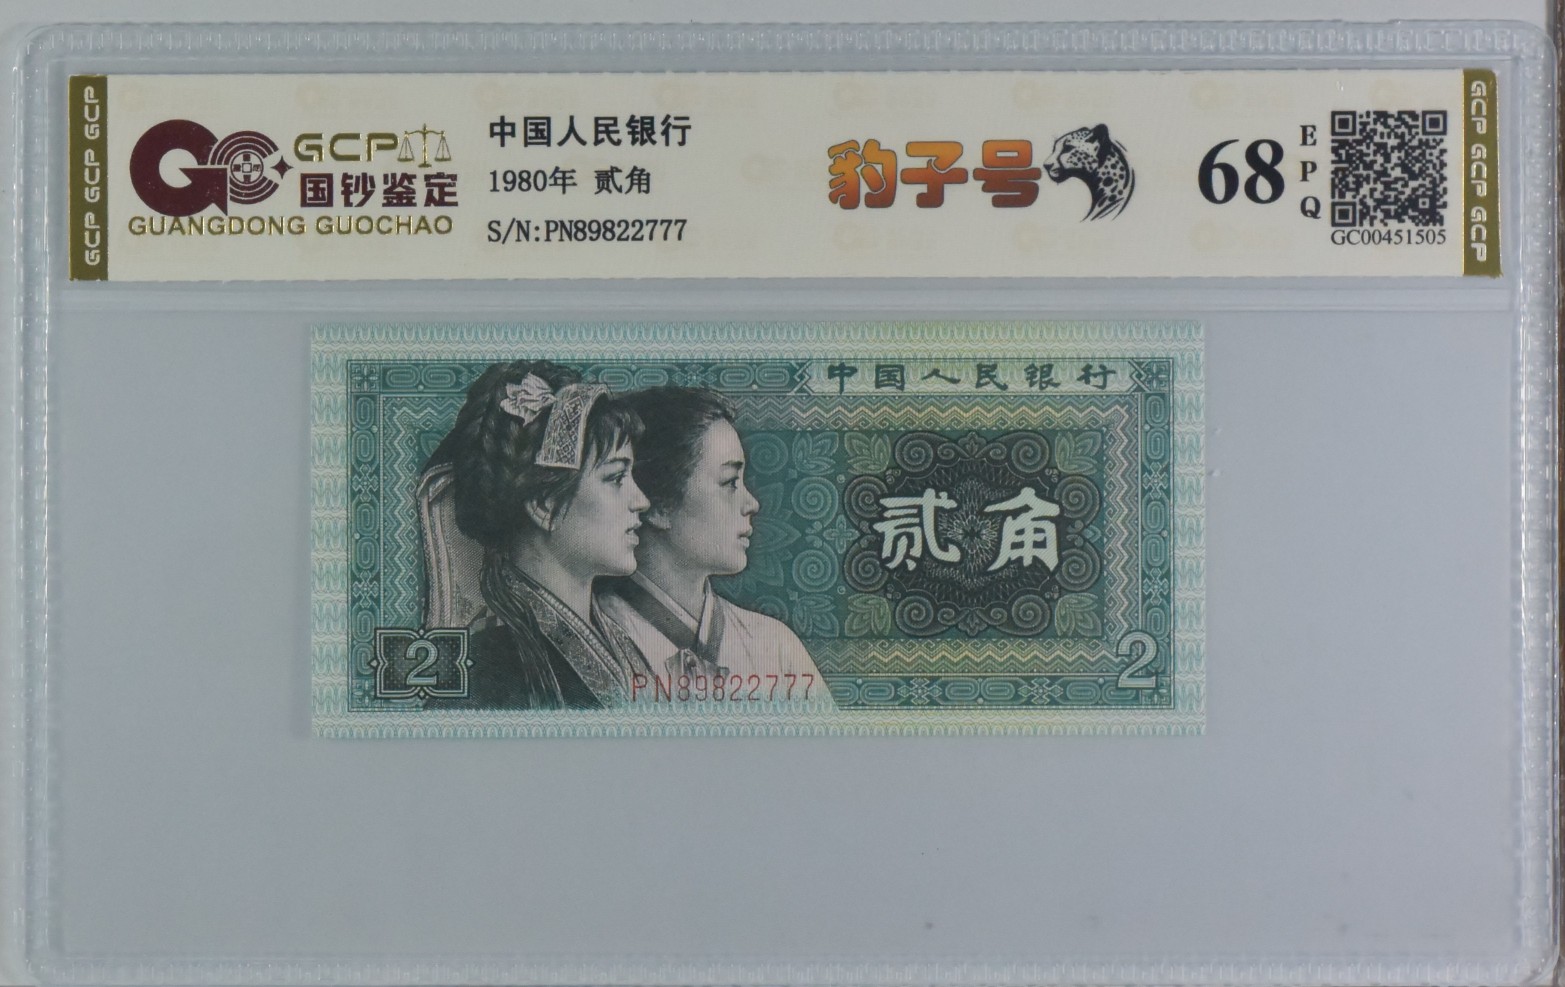 GCP GCP GCP
GCP
国钞鉴定
GUANGDONG GUOCHAO
中国人民银行
1980年 贰角
S/N:PN89822777
豹子号
68
EPQ
GC00451505
GCP GCP GCP
中国人民银行
贰角
2
2
PN89822777